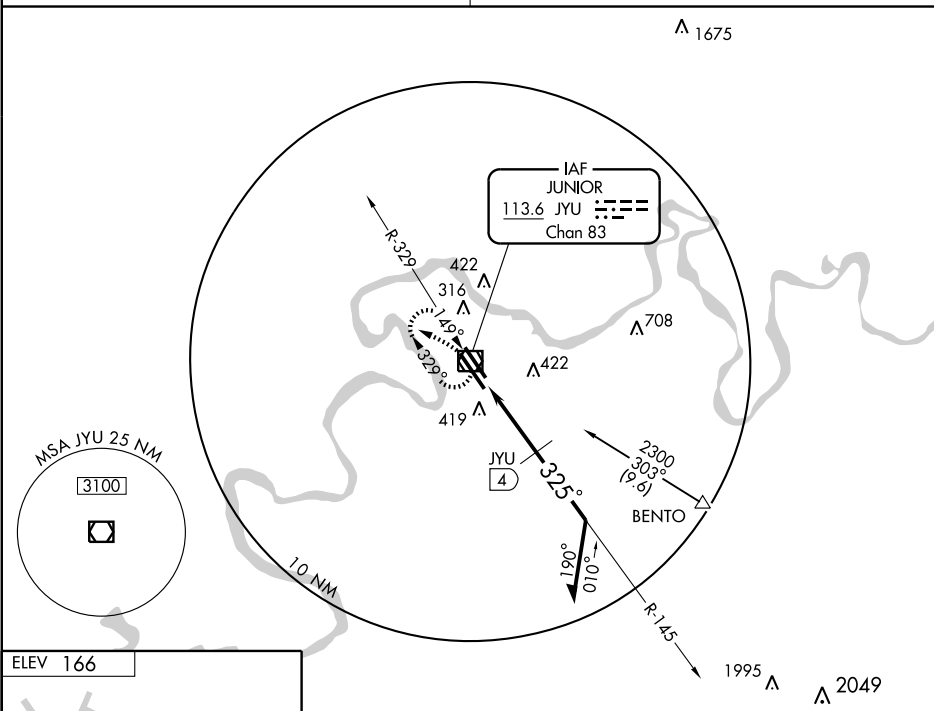 1675
IAF
JUNIOR
113.6 JYU
Chan 83
R-329
422
316
149°
708
329°
422
419
MSA JYU 25 NM
3100
JYU
4
325°
2300
303°
(9.6)
BENTO
190°
010°
10 NM
R-145
ELEV 166
1995
2049